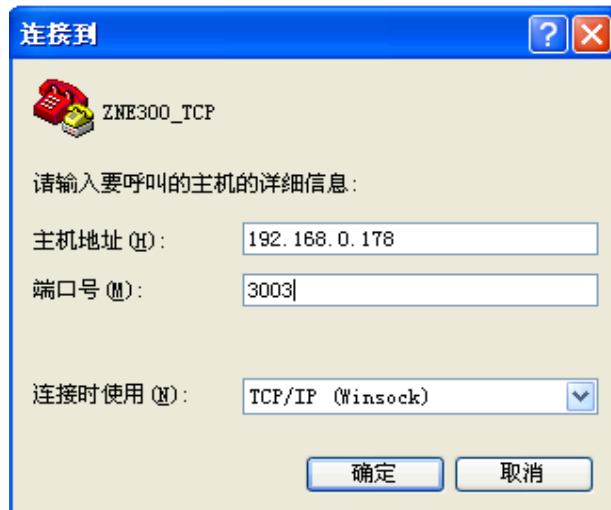 连接到
ZNE300_TCP
请输入要呼叫的主机的详细信息:
主机地址(H): 192.168.0.178
端口号(M): 3003
连接时使用(N): TCP/IP (Winsock)
确定 取消